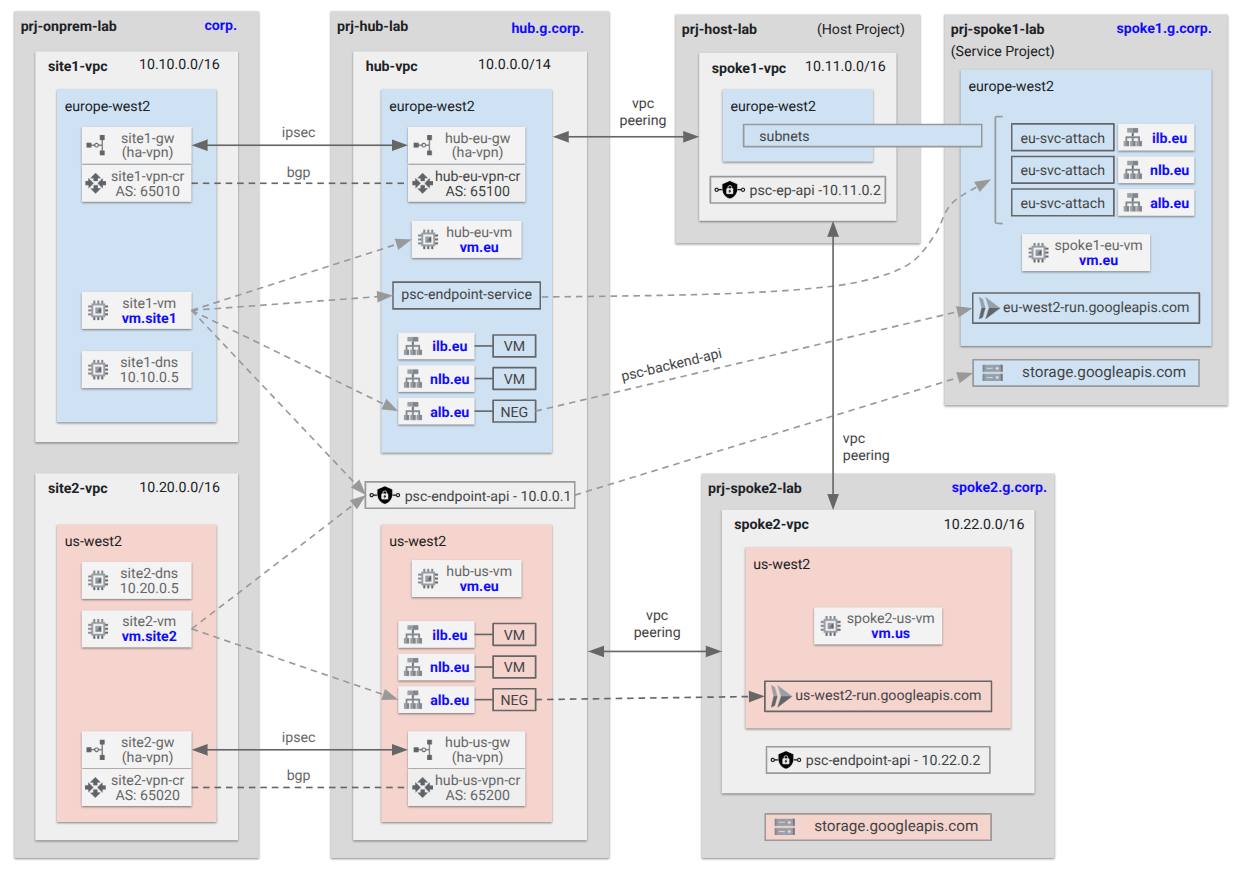 prj-onprem-lab
corp.
site1-vpc
10.10.0.0/16
europe-west2
site1-gw
(ha-vpn)
site1-vpn-cr
AS: 65010
site1-vm
vm.site1
site1-dns
10.10.0.5
site2-vpc
10.20.0.0/16
us-west2
site2-dns
10.20.0.5
site2-vm
vm.site2
site2-gw
(ha-vpn)
site2-vpn-cr
AS: 65020
ipsec
bgp
ipsec
bgp
prj-hub-lab
hub.g.corp.
hub-vpc
10.0.0.0/14
europe-west2
hub-eu-gw
(ha-vpn)
hub-eu-vpn-cr
AS: 65100
hub-eu-vm
vm.eu
psc-endpoint-service
ilb.eu
VM
nlb.eu
VM
alb.eu
NEG
psc-endpoint-api - 10.0.0.1
us-west2
hub-us-vm
vm.eu
ilb.eu
VM
nlb.eu
VM
alb.eu
NEG
hub-us-gw
(ha-vpn)
hub-us-vpn-cr
AS: 65200
vpc
peering
psc-backend-api
vpc
peering
vpc
peering
prj-host-lab
(Host Project)
spoke1-vpc
10.11.0.0/16
europe-west2
subnets
psc-ep-api -10.11.0.2
prj-spoke1-lab
spoke1.g.corp.
(Service Project)
europe-west2
eu-svc-attach
ilb.eu
eu-svc-attach
nlb.eu
eu-svc-attach
alb.eu
spoke1-eu-vm
vm.eu
eu-west2-run.googleapis.com
storage.googleapis.com
prj-spoke2-lab
spoke2.g.corp.
spoke2-vpc
10.22.0.0/16
us-west2
spoke2-us-vm
vm.us
us-west2-run.googleapis.com
psc-endpoint-api - 10.22.0.2
storage.googleapis.com